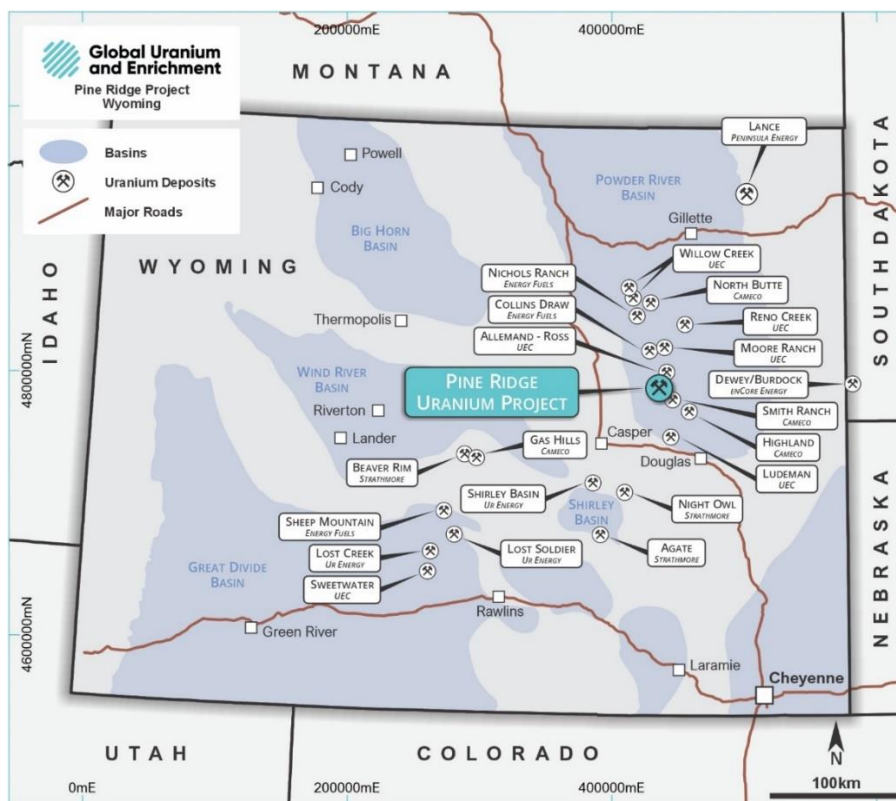 200000mE
400000mE
Global Uranium
and Enrichment
Pine Ridge Project
Wyoming
Basins
Uranium Deposits
Major Roads
MONTANA
SOUTH DAKOTA
IDAHO
WYOMING
NEBRASKA
UTAH
COLORADO
4800000mN
4600000mN
LANCE
PENINSULA ENERGY
Powell
Cody
POWDER RIVER
BASIN
Gillette
BIG HORN
BASIN
WILLOW CREEK
UEC
NICHOLS RANCH
ENERGY FUELS
NORTH BUTTE
CAMECO
COLLINS DRAW
ENERGY FUELS
RENO CREEK
UEC
Thermopolis
ALLEMAND - ROSS
UEC
MOORE RANCH
UEC
WIND RIVER
BASIN
PINE RIDGE
URANIUM PROJECT
DEWEY/BURDOCK
ENCORE ENERGY
Riverton
SMITH RANCH
CAMECO
Lander
GAS HILLS
CAMECO
Casper
HIGHLAND
CAMECO
BEAVER RIM
STRATHMORE
Douglas
LUDEMAN
UEC
SHIRLEY BASIN
UR ENERGY
SHIRLEY
BASIN
NIGHT OWL
STRATHMORE
SHEEP MOUNTAIN
ENERGY FUELS
LOST CREEK
UR ENERGY
LOST SOLDIER
UR ENERGY
AGATE
STRATHMORE
GREAT DIVIDE
BASIN
SWEETWATER
UEC
Green River
Rawlins
Laramie
Cheyenne
N
0mE
200000mE
400000mE
100km